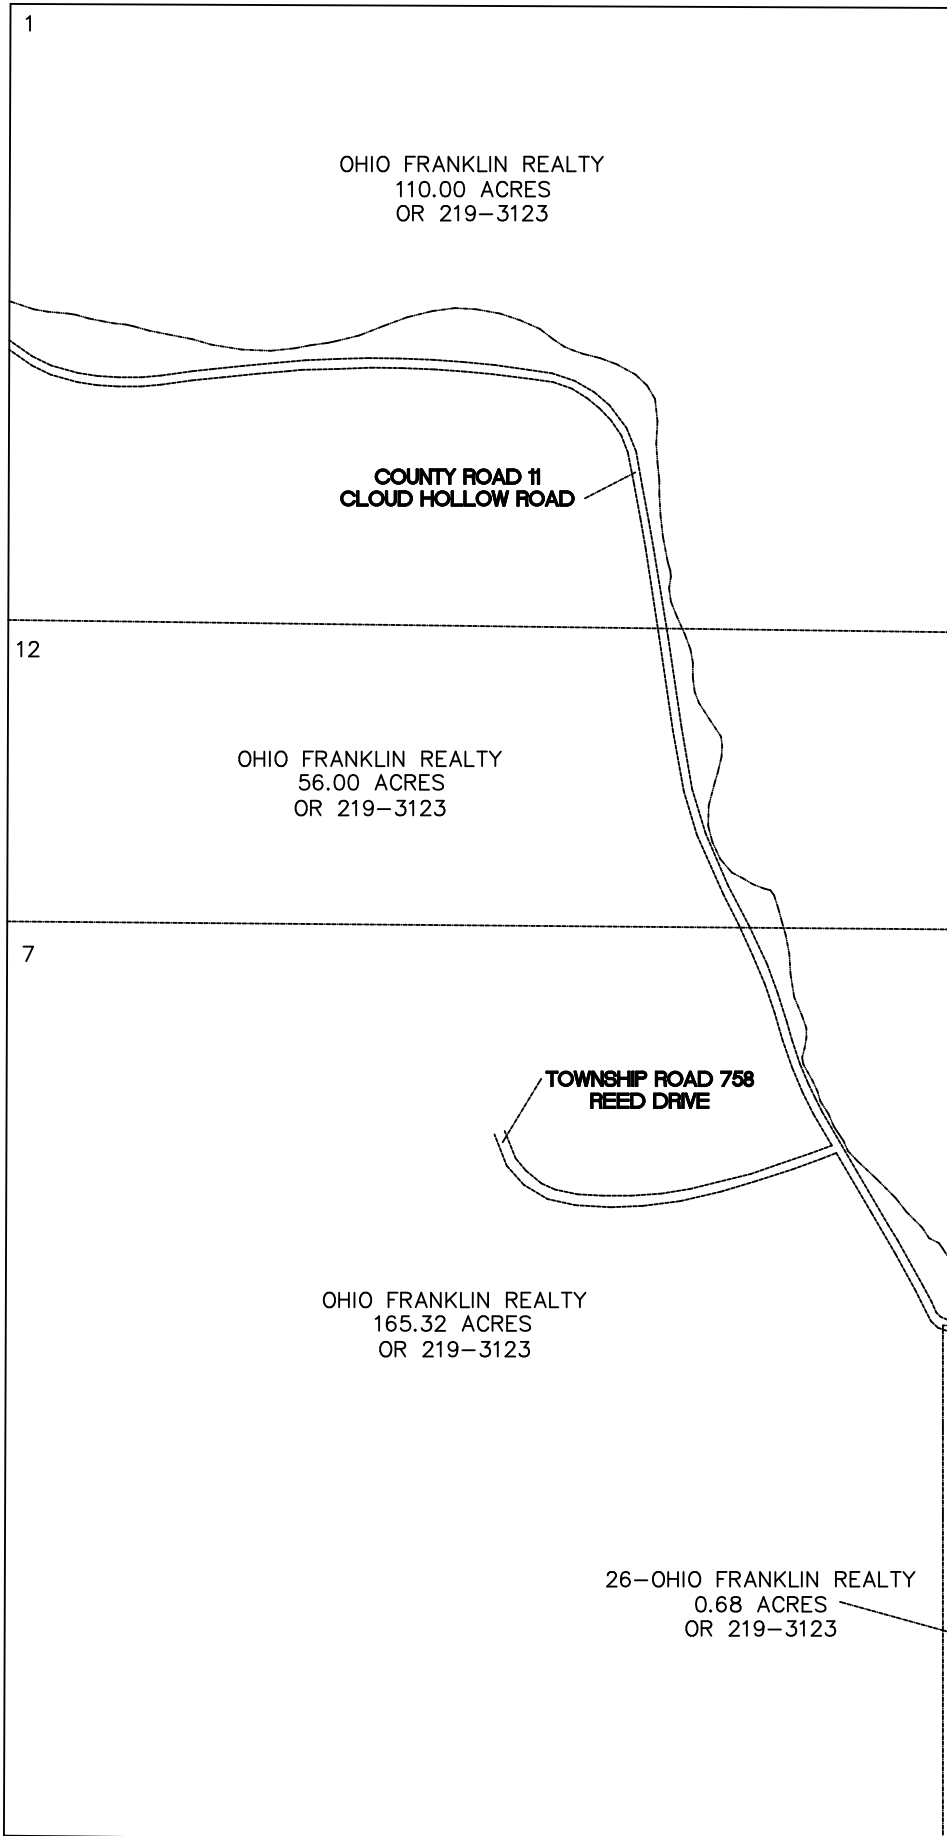 1
OHIO FRANKLIN REALTY
110.00 ACRES
OR 219-3123
COUNTY ROAD 11
CLOUD HOLLOW ROAD
12
OHIO FRANKLIN REALTY
56.00 ACRES
OR 219-3123
7
TOWNSHIP ROAD 758
REED DRIVE
OHIO FRANKLIN REALTY
165.32 ACRES
OR 219-3123
26-OHIO FRANKLIN REALTY
0.68 ACRES
OR 219-3123